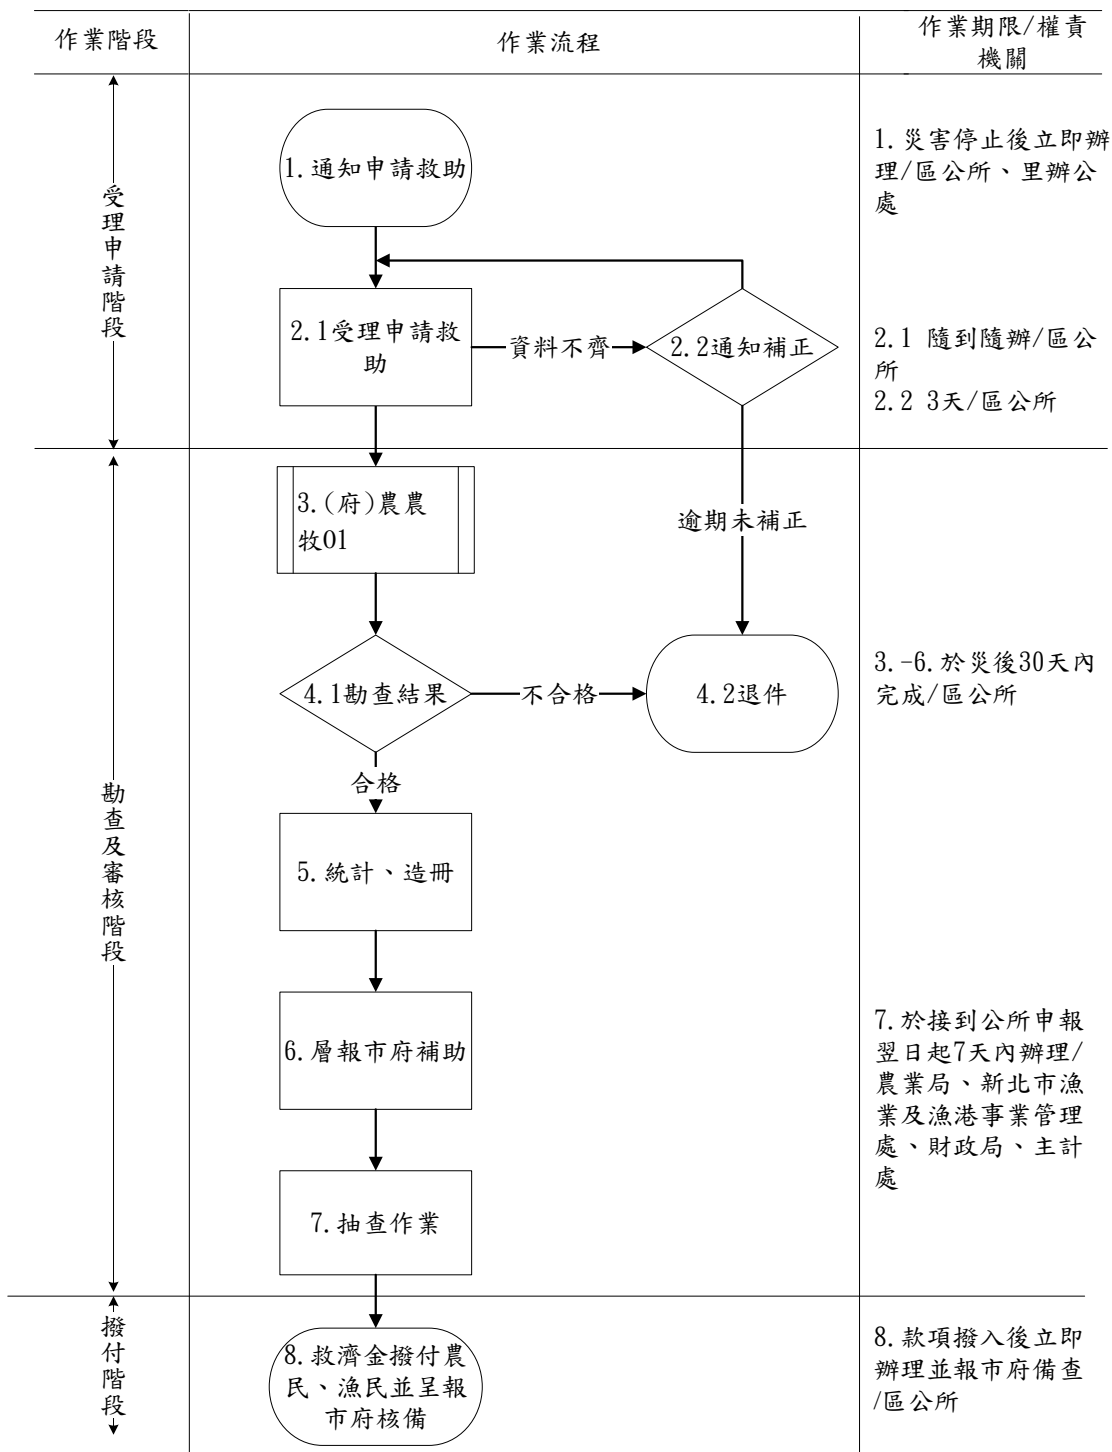 作業階段
作業流程
作業期限/權責
機關
受理申請階段
1.通知申請救助
1.災害停止後立即辦
理/區公所、里辦公
處
2.1受理申請救
助
資料不齊
2.2通知補正
2.1 隨到隨辦/區公
所
2.2 3天/區公所
勘查及審核階段
3.(府)農農
牧01
逾期未補正
4.1勘查結果
不合格
4.2退件
3.-6.於災後30天內
完成/區公所
合格
5.統計、造冊
6.層報市府補助
7.抽查作業
7.於接到公所申報
翌日起7天內辦理/
農業局、新北市漁
業及漁港事業管理
處、財政局、主計
處
撥付階段
8.救濟金撥付農
民、漁民並呈報
市府核備
8.款項撥入後立即
辦理並報市府備查
/區公所